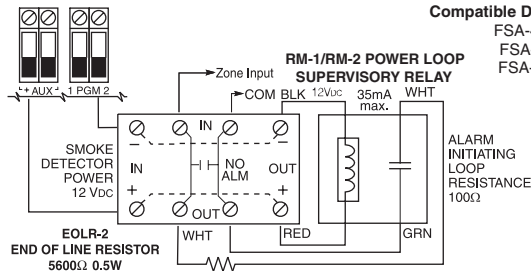 Compatible D
FSA-
FSA
FSA-
RM-1/RM-2 POWER LOOP
SUPERVISORY RELAY
+ AUX -
1 PGM 2
Zone Input
COM
BLK
12VDC
35mA
max.
WHT
IN
SMOKE
DETECTOR
POWER
12 VDC
IN
NO
ALM
OUT
OUT
ALARM
INITIATING
LOOP
RESISTANCE
100Ω
WHT
RED
GRN
EOLR-2
END OF LINE RESISTOR
5600Ω 0.5W